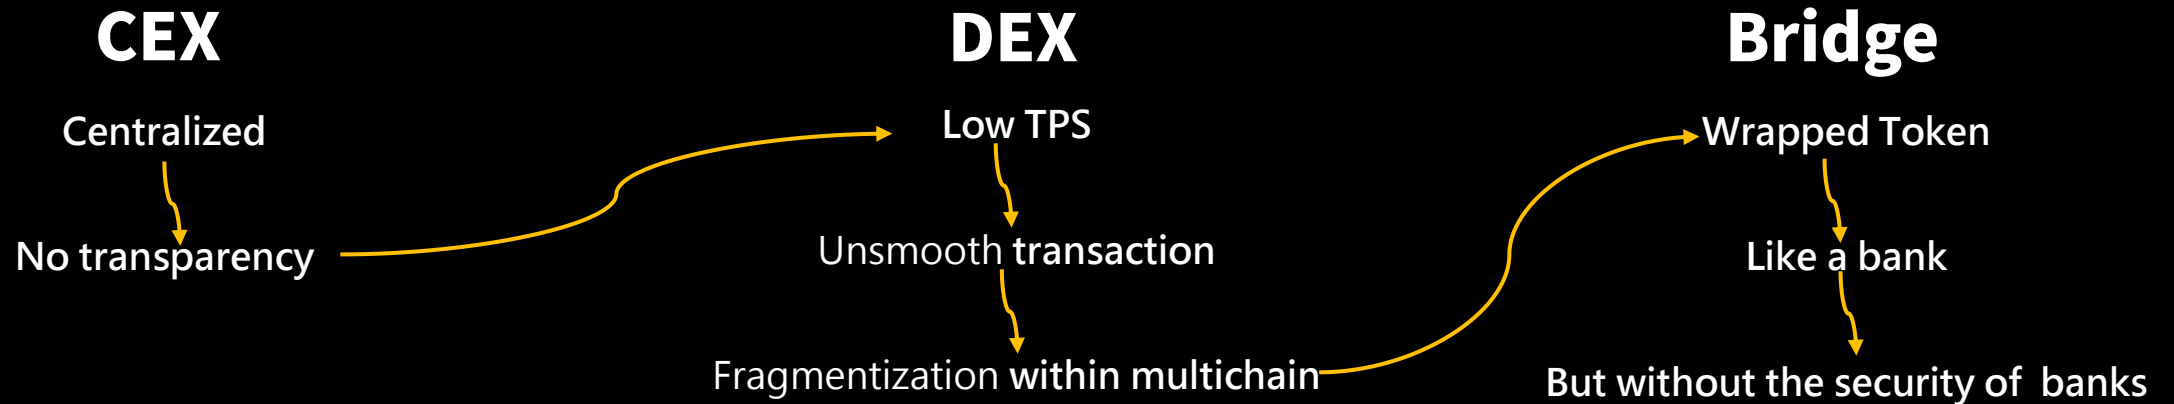 CEX
Centralized
No transparency
DEX
Low TPS
Unsmooth transaction
Fragmentization within multichain
Bridge
Wrapped Token
Like a bank
But without the security of banks